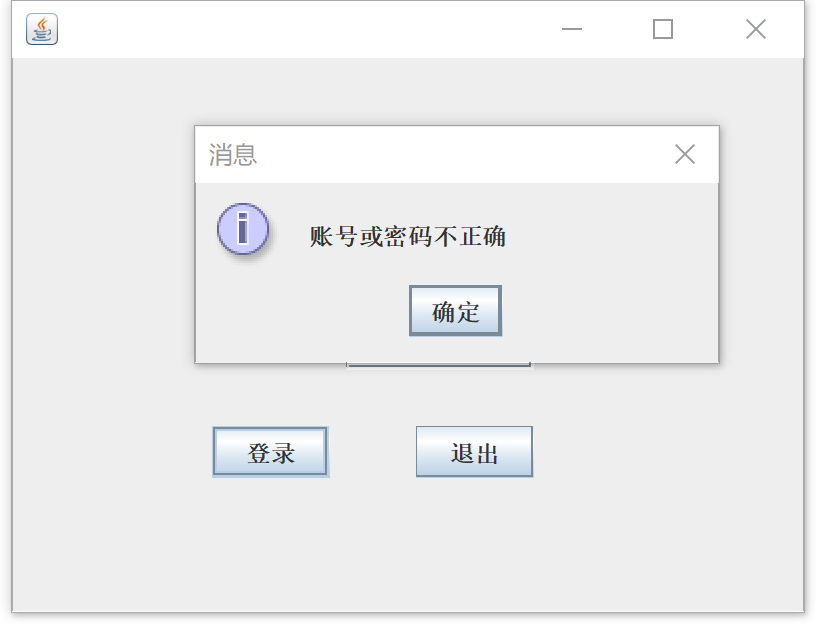 消息
账号或密码不正确
确定
登录
退出